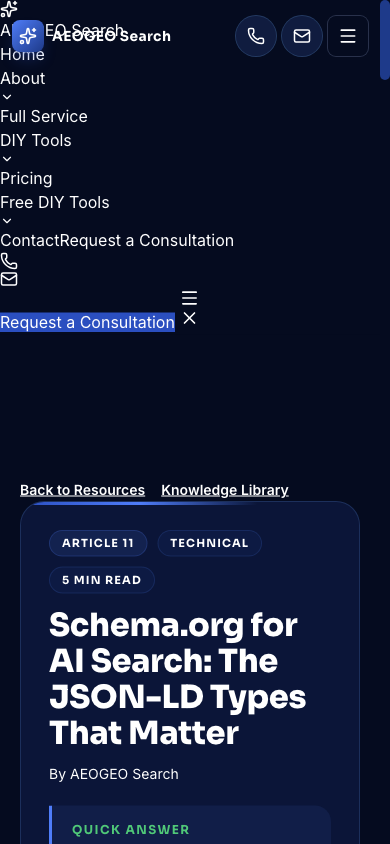 AEOGEO Search
AEOGEO Search
Home
About
Full Service
DIY Tools
Pricing
Free DIY Tools
ContactRequest a Consultation
Request a Consultation
Back to Resources Knowledge Library
ARTICLE 11 TECHNICAL
5 MIN READ
Schema.org for
AI Search: The
JSON-LD Types
That Matter
By AEOGEO Search
QUICK ANSWER